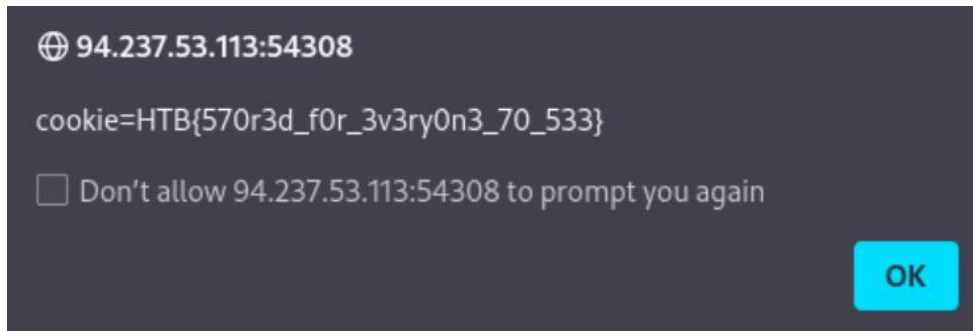 94.237.53.113:54308
cookie=HTB{570r3d_f0r_3v3ry0n3_70_533}
Don't allow 94.237.53.113:54308 to prompt you again
OK